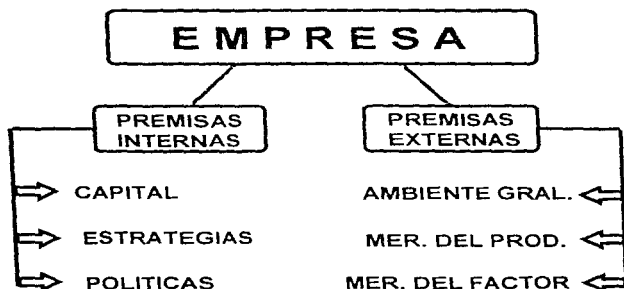 EMPRESA
PREMISAS
INTERNAS
PREMISAS
EXTERNAS
CAPITAL
AMBIENTE GRAL.
ESTRATEGIAS
MER. DEL PROD.
POLITICAS
MER. DEL FACTOR